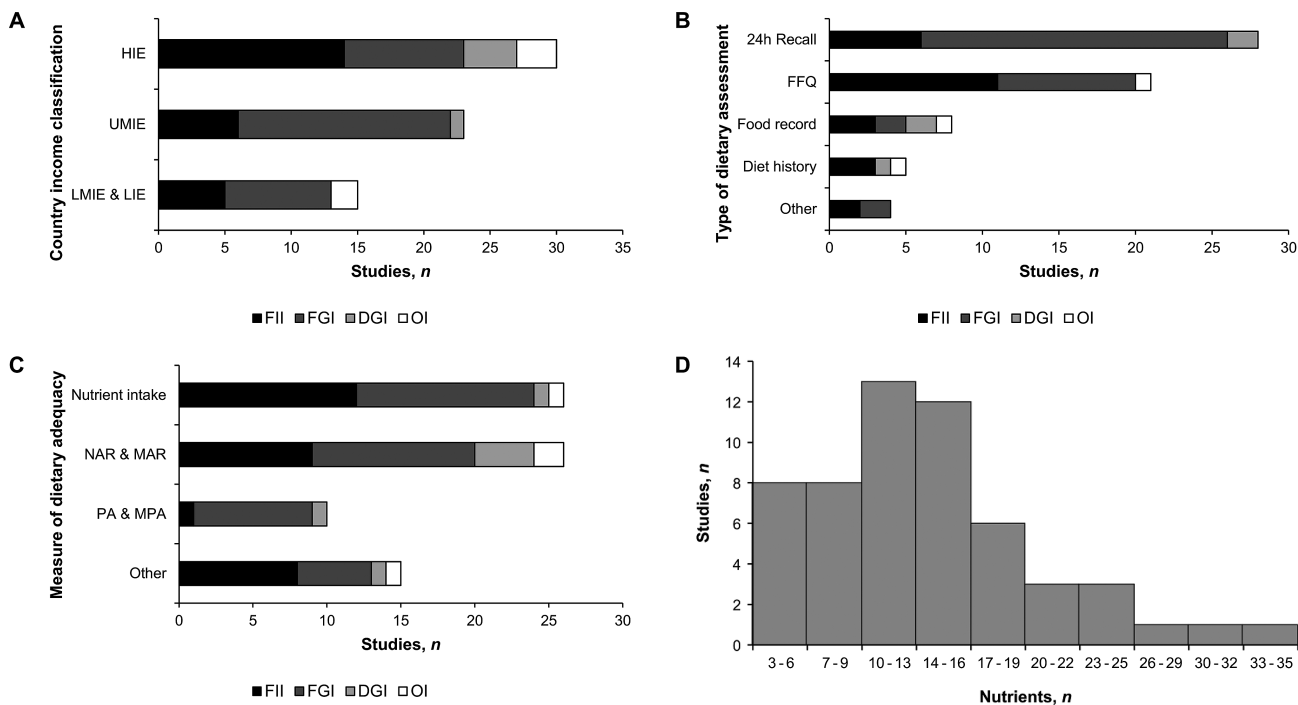 A
Country income classification
HIE
UMIE
LMIE & LIE
0 5 10 15 20 25 30 35
Studies, n
FII FGI DGI OI
B
Type of dietary assessment
24h Recall
FFQ
Food record
Diet history
Other
0 5 10 15 20 25 30
Studies, n
FII FGI DGI OI
C
Measure of dietary adequacy
Nutrient intake
NAR & MAR
PA & MPA
Other
0 5 10 15 20 25 30
Studies, n
FII FGI DGI OI
D
Studies, n
14
12
10
8
6
4
2
0
3 - 6 7 - 9 10 - 13 14 - 16 17 - 19 20 - 22 23 - 25 26 - 29 30 - 32 33 - 35
Nutrients, n